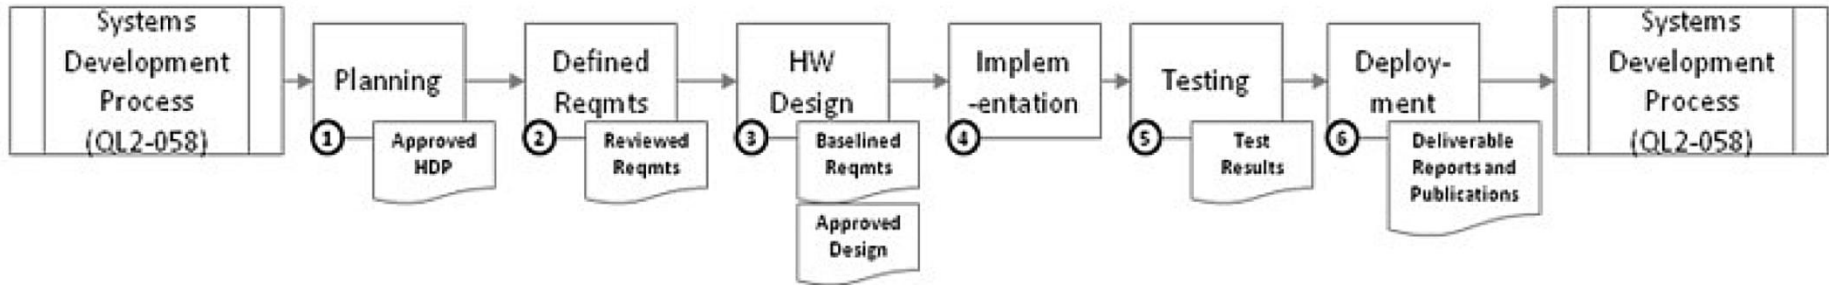 Systems
Development
Process
(QL2-058)
Planning
1
Approved
HDP
Defined
Reqmts
2
Reviewed
Reqmts
HW
Design
3
Baselined
Reqmts
Approved
Design
Implem
-entation
4
Testing
5
Test
Results
Deploy-
ment
6
Deliverable
Reports and
Publications
Systems
Development
Process
(QL2-058)